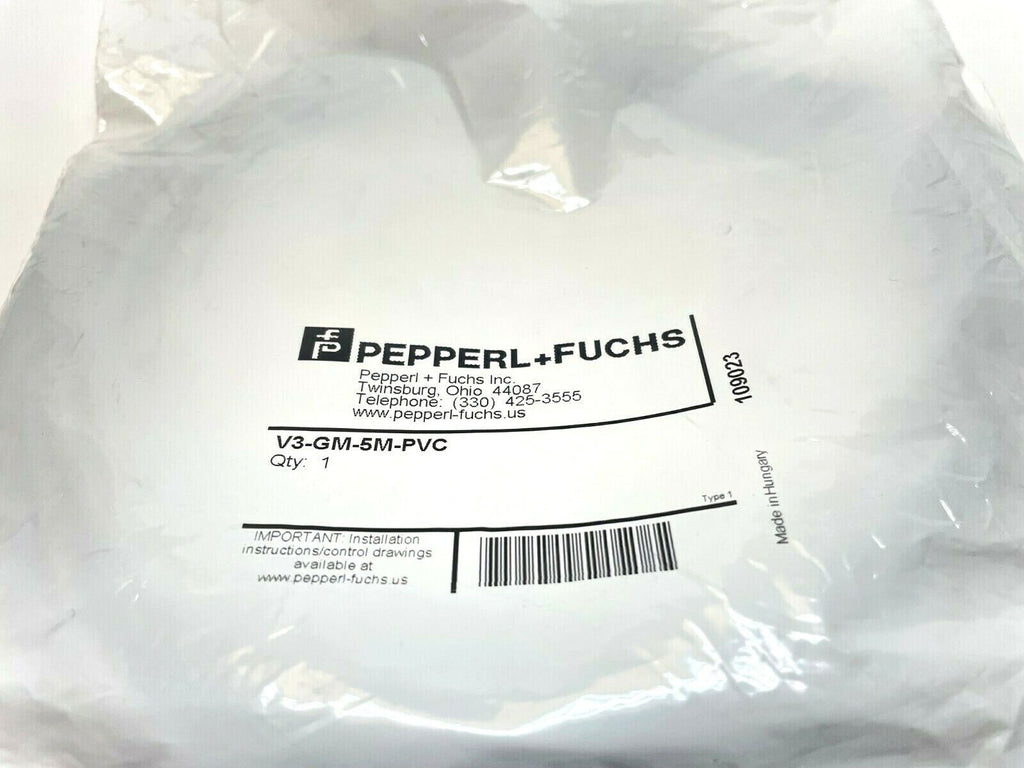 fp PEPPERL+FUCHS
Pepperl + Fuchs Inc.
Twinsburg, Ohio 44087
Telephone: (330) 425-3555
www.pepperl-fuchs.us
109023
V3-GM-5M-PVC
Qty: 1
Type 1
Made in Hungary
IMPORTANT: Installation
instructions/control drawings
available at
www.pepperl-fuchs.us